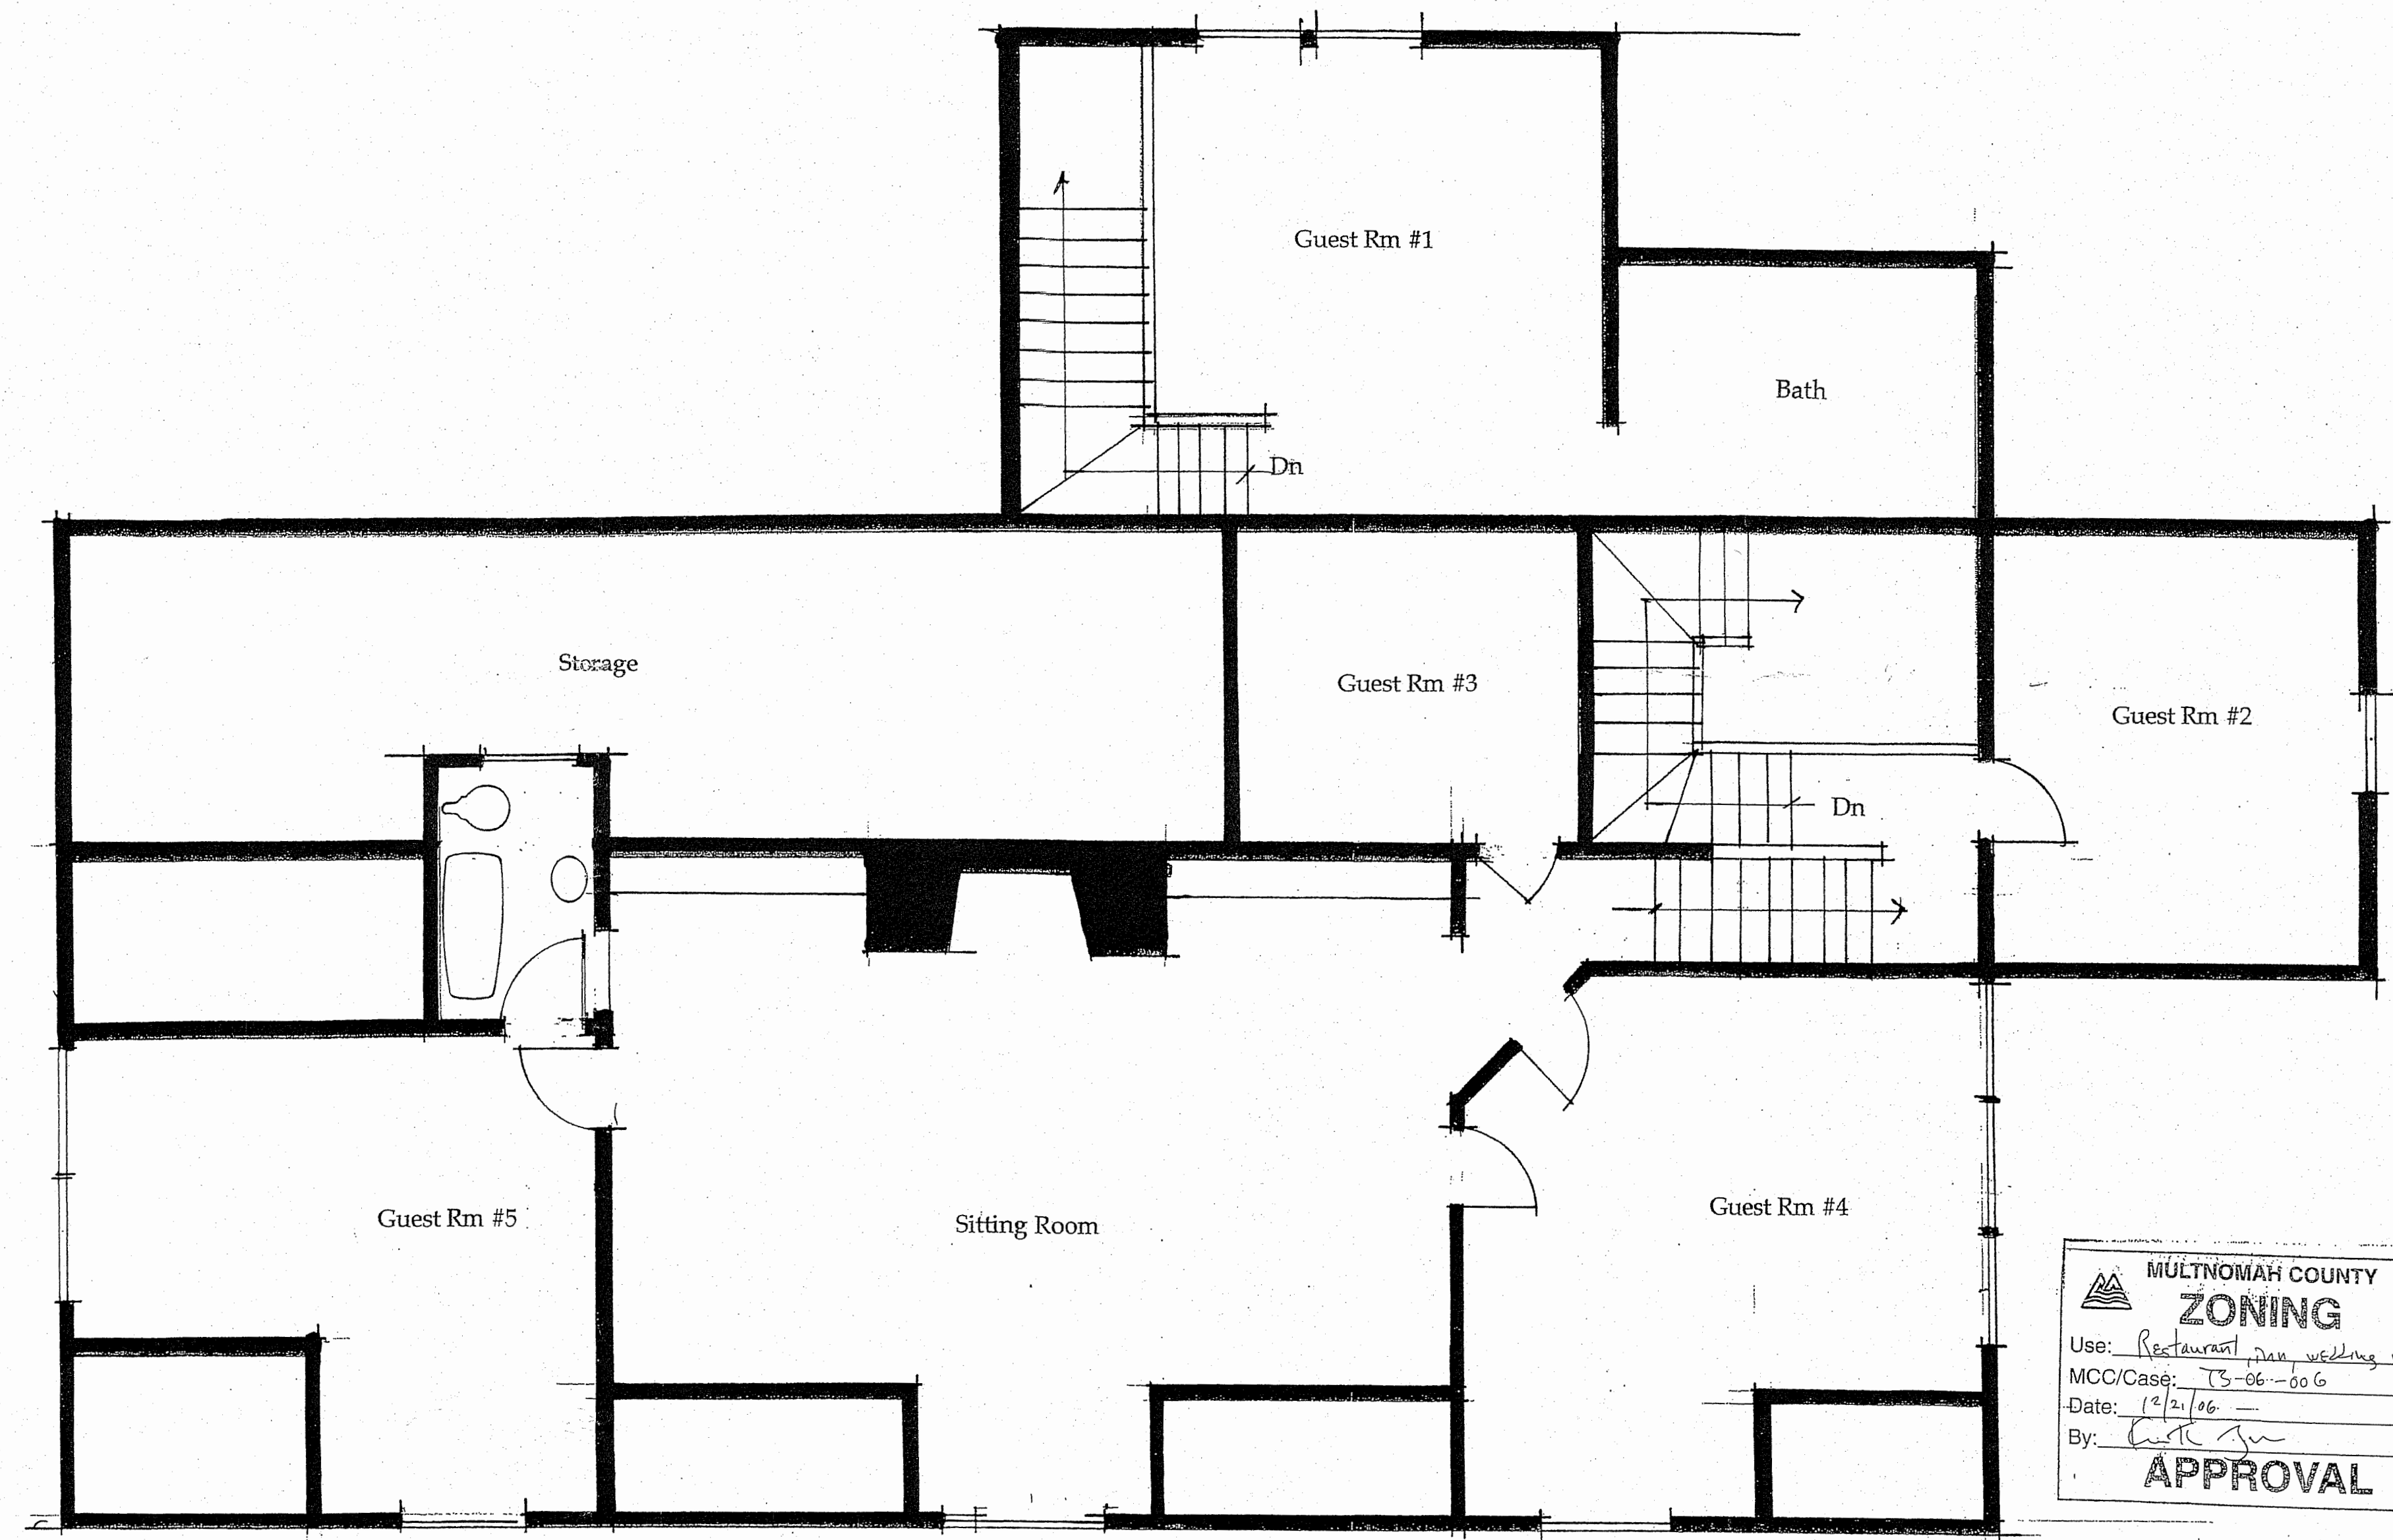 Guest Rm #1
Bath
Dn
Storage
Guest Rm #3
Guest Rm #2
Dn
Guest Rm #5
Sitting Room
Guest Rm #4
MULTNOMAH COUNTY
ZONING
Use: Restaurant, inn, wedding
MCC/Case: T3-06-006
Date: 12/21/06
By:
APPROVAL